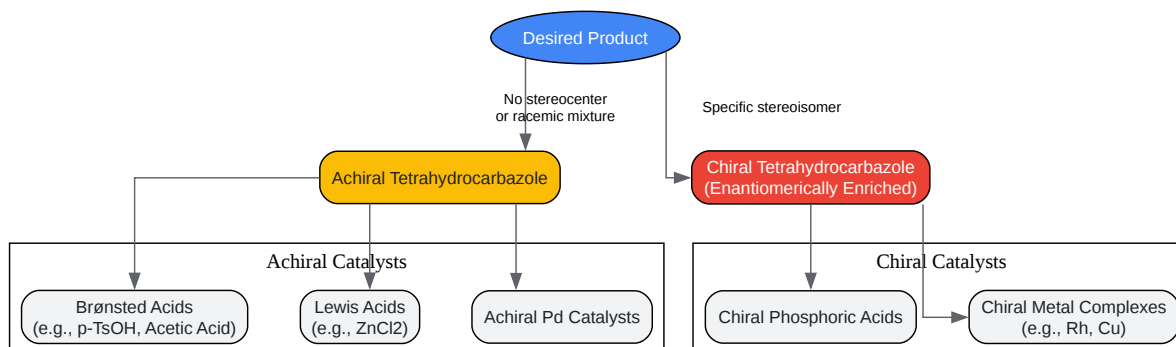 Desired Product
No stereocenter
or racemic mixture
Specific stereoisomer
Achiral Tetrahydrocarbazole
Chiral Tetrahydrocarbazole
(Enantiomerically Enriched)
Achiral Catalysts
Chiral Catalysts
Brønsted Acids
(e.g., p-TsOH, Acetic Acid)
Lewis Acids
(e.g., ZnCl2)
Achiral Pd Catalysts
Chiral Phosphoric Acids
Chiral Metal Complexes
(e.g., Rh, Cu)